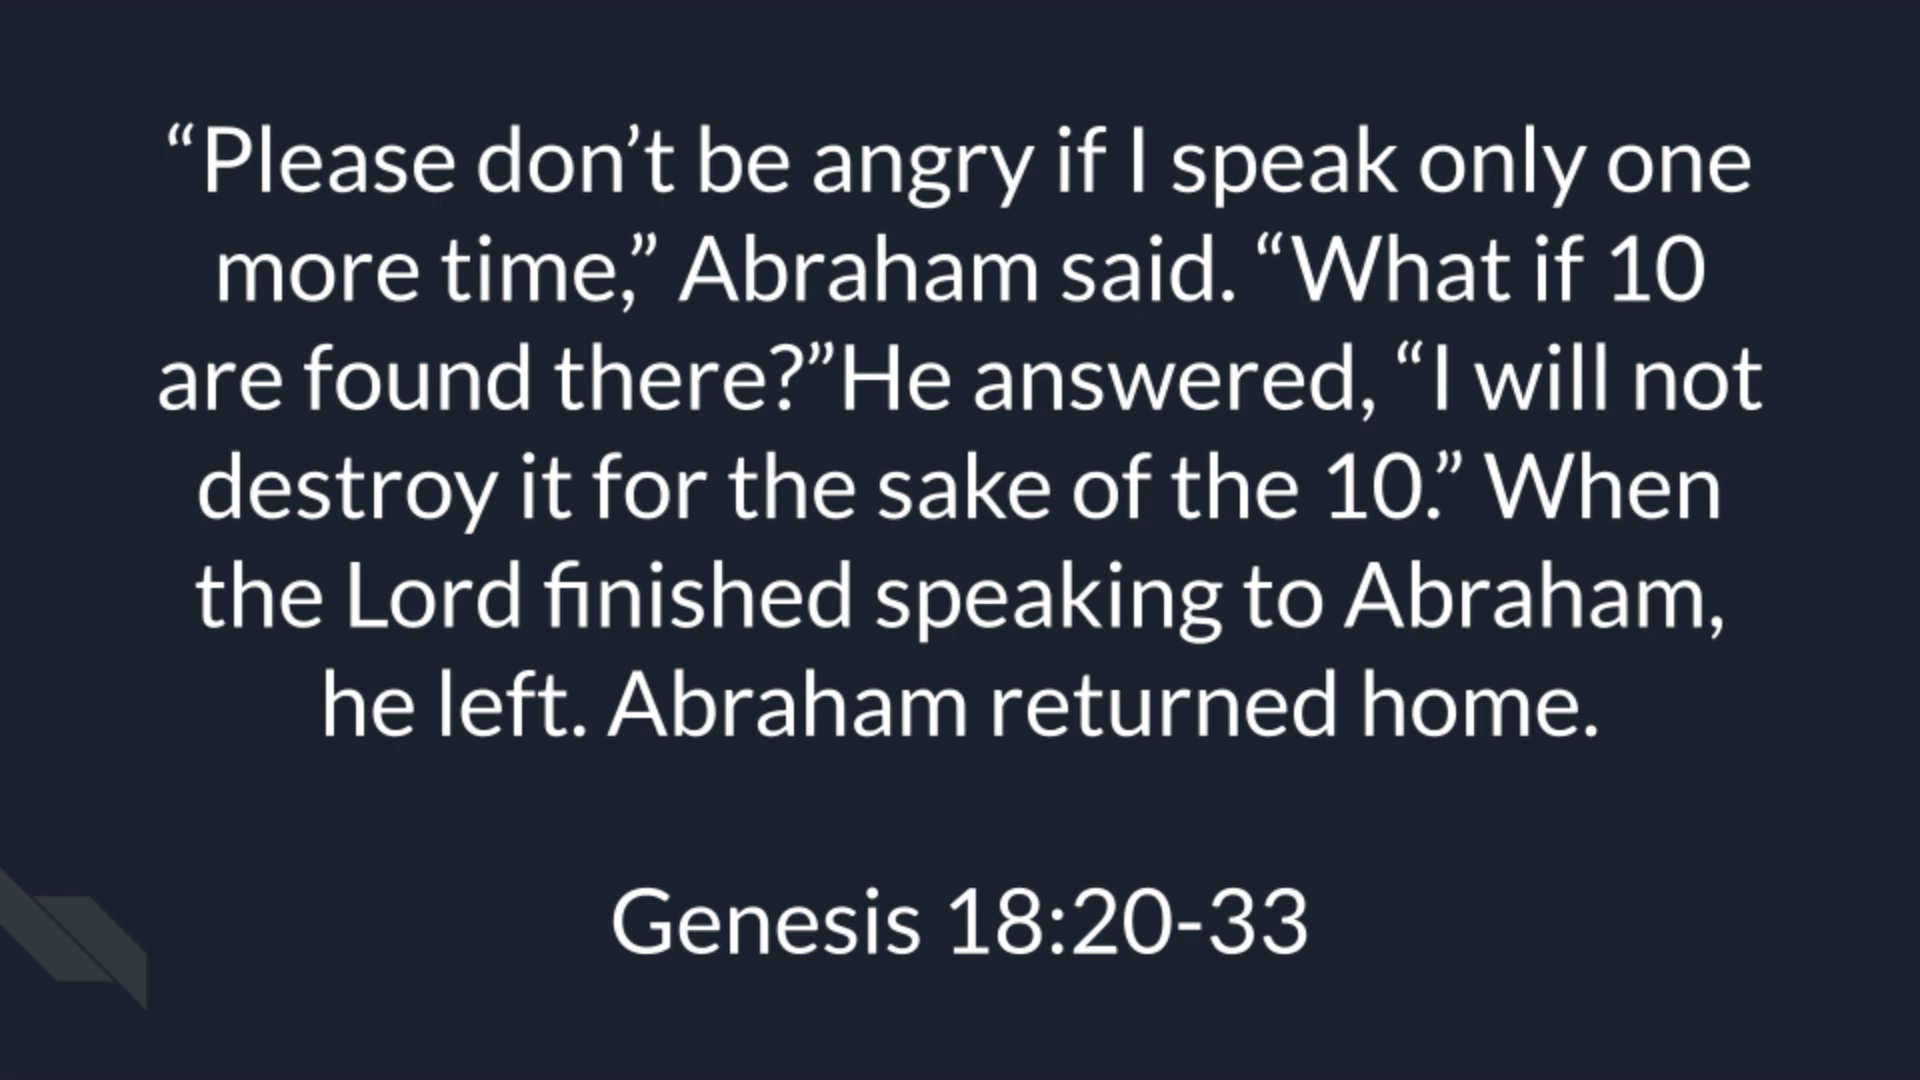 “Please don’t be angry if I speak only one
more time,” Abraham said. “What if 10
are found there?”He answered, “I will not
destroy it for the sake of the 10.” When
the Lord finished speaking to Abraham,
he left. Abraham returned home.
Genesis 18:20-33